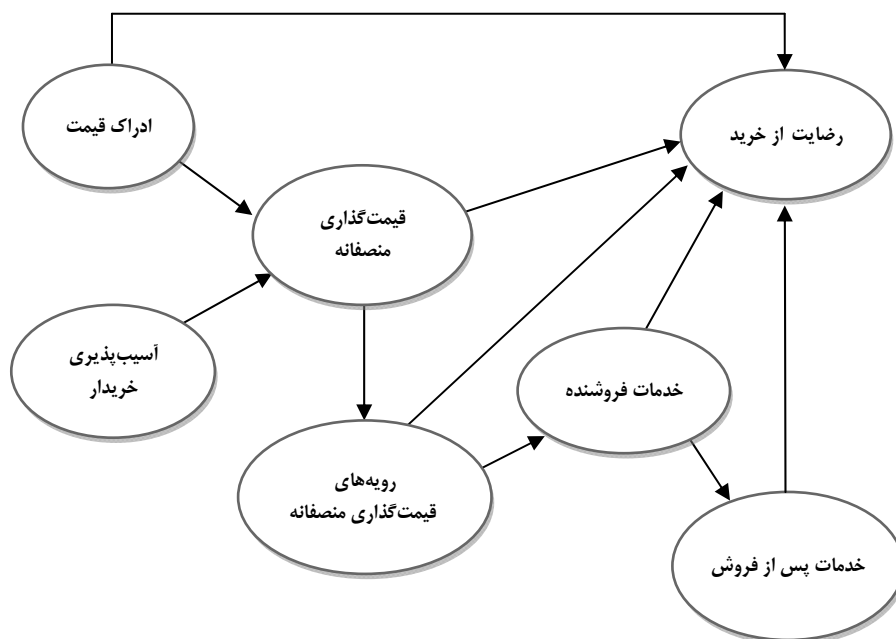 ادراک قیمت
رضایت از خرید
قیمت‌گذاری
منصفانه
آسیب‌پذیری
خریدار
خدمات فروشنده
رویه‌های
قیمت‌گذاری منصفانه
خدمات پس از فروش